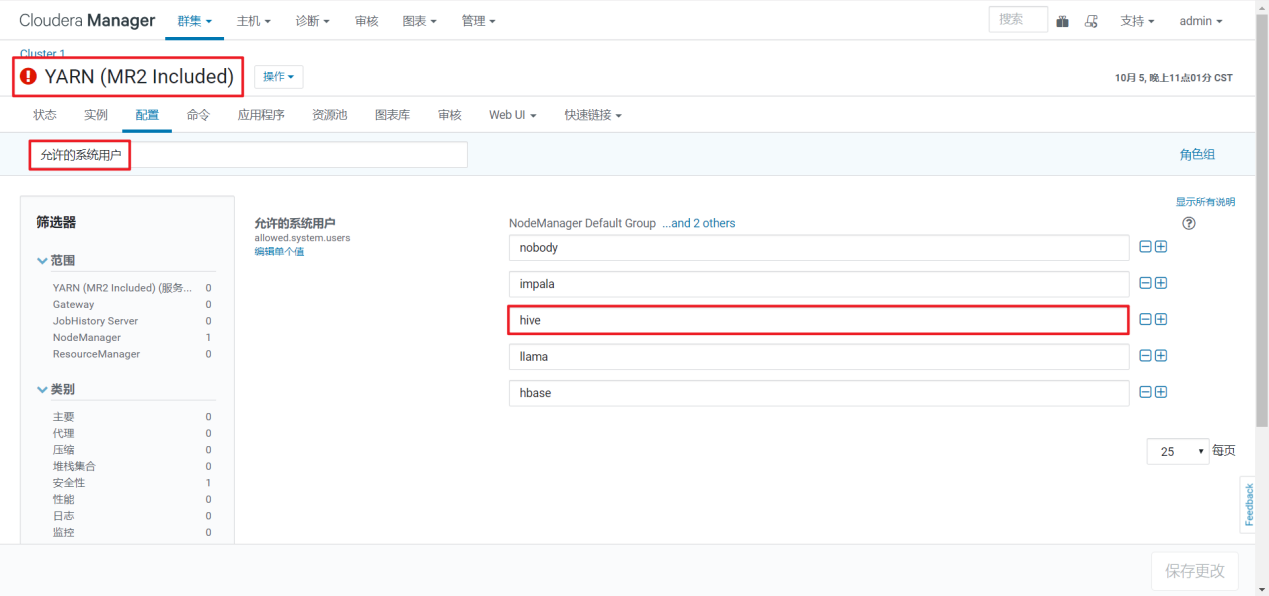 Cloudera Manager 群集 主机 诊断 审核 图表 管理 搜索 支持 admin
Cluster 1
YARN (MR2 Included) 操作 10月 5, 晚上11点01分 CST
状态 实例 配置 命令 应用程序 资源池 图表库 审核 Web UI 快速链接
允许的系统用户 角色组
显示所有说明
筛选器 允许的系统用户 NodeManager Default Group ...and 2 others
allowed.system.users
编辑单个值
nobody
范围
YARN (MR2 Included) (服务... 0 impala
Gateway 0
JobHistory Server 0 hive
NodeManager 1
ResourceManager 0 llama
类别 hbase
主要 0
代理 0
压缩 0 25 每页
堆栈集合 0
安全性 1
性能 0
日志 0
监控 0
Feedback
保存更改